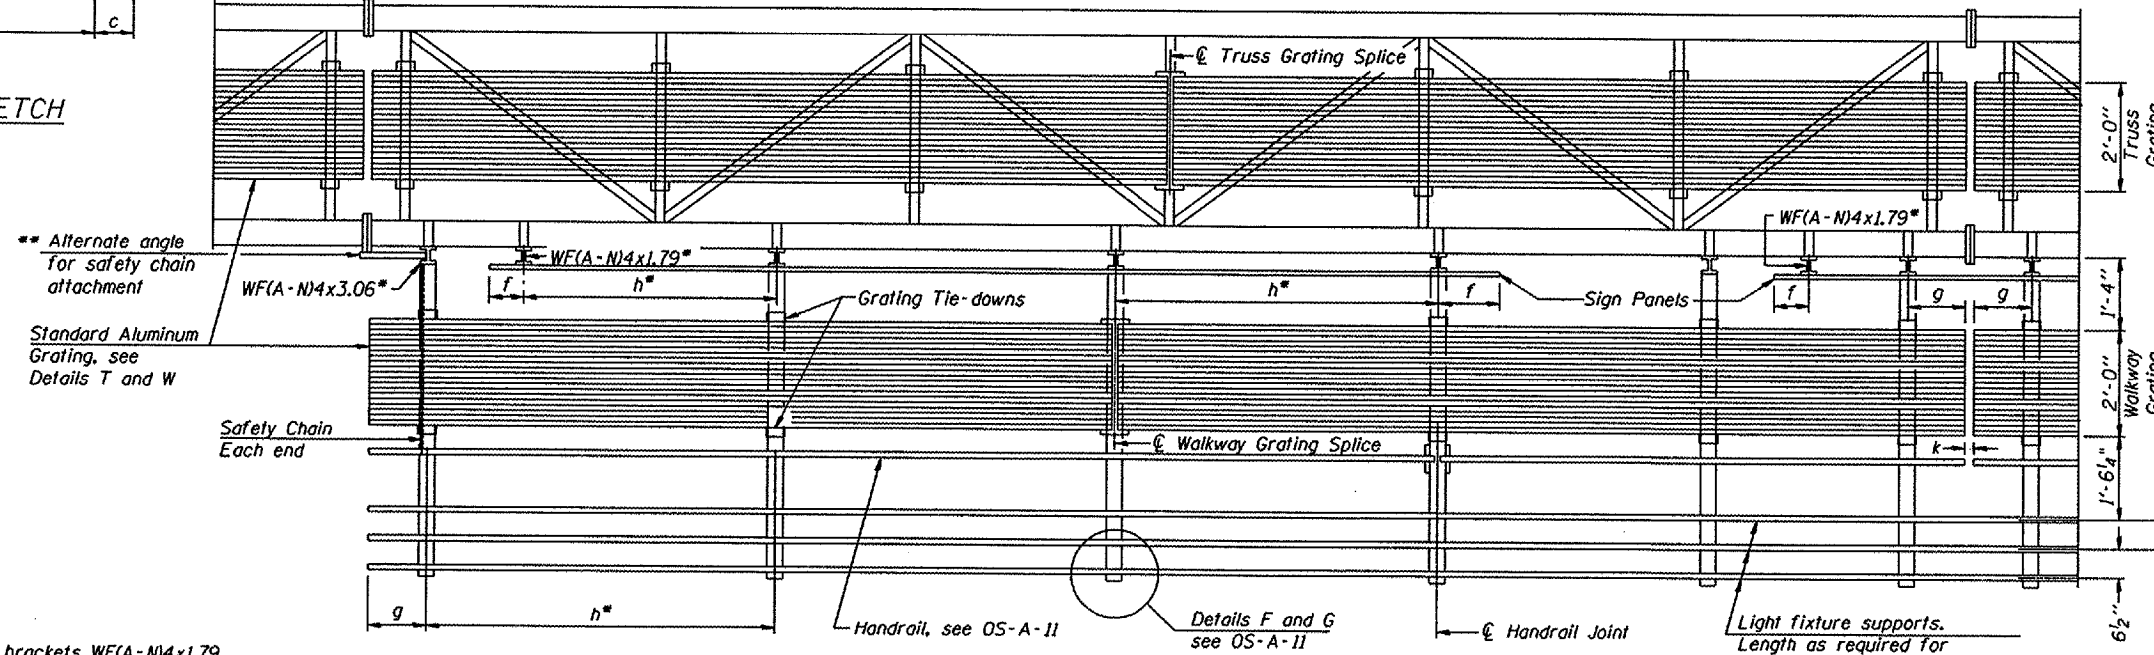 c
ETCH
℄ Truss Grating Splice
2'-0"
Truss
Grating
** Alternate angle
for safety chain
attachment
WF(A-N)4x3.06*
WF(A-N)4x1.79*
WF(A-N)4x1.79*
f
h*
Grating Tie-downs
h*
f
Sign Panels
f
g
g
1'-4"
Standard Aluminum
Grating, see
Details T and W
2'-0"
Walkway
Grating
Safety Chain
Each end
℄ Walkway Grating Splice
k
1'-6¼"
g
h*
Handrail, see OS-A-11
Details F and G
see OS-A-11
℄ Handrail Joint
Light fixture supports.
Length as required for
6½"
brackets WF(A-N)4x1.79